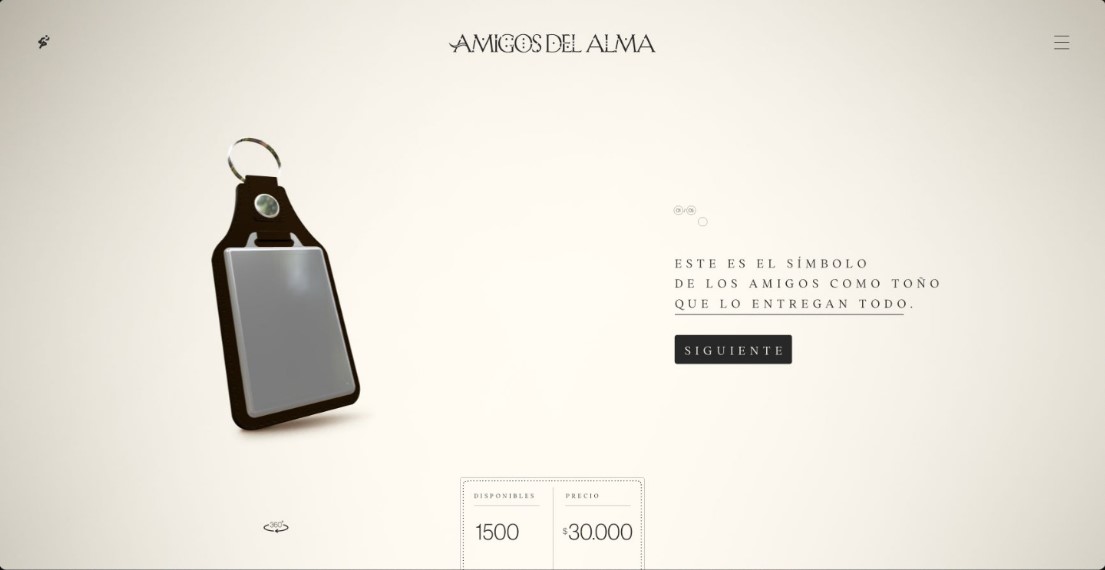 AMIGOS DEL ALMA
ESTE ES EL SÍMBOLO
DE LOS AMIGOS COMO TOÑO
QUE LO ENTREGAN TODO.
SIGUIENTE
360°
DISPONIBLES
1500
PRECIO
$30.000